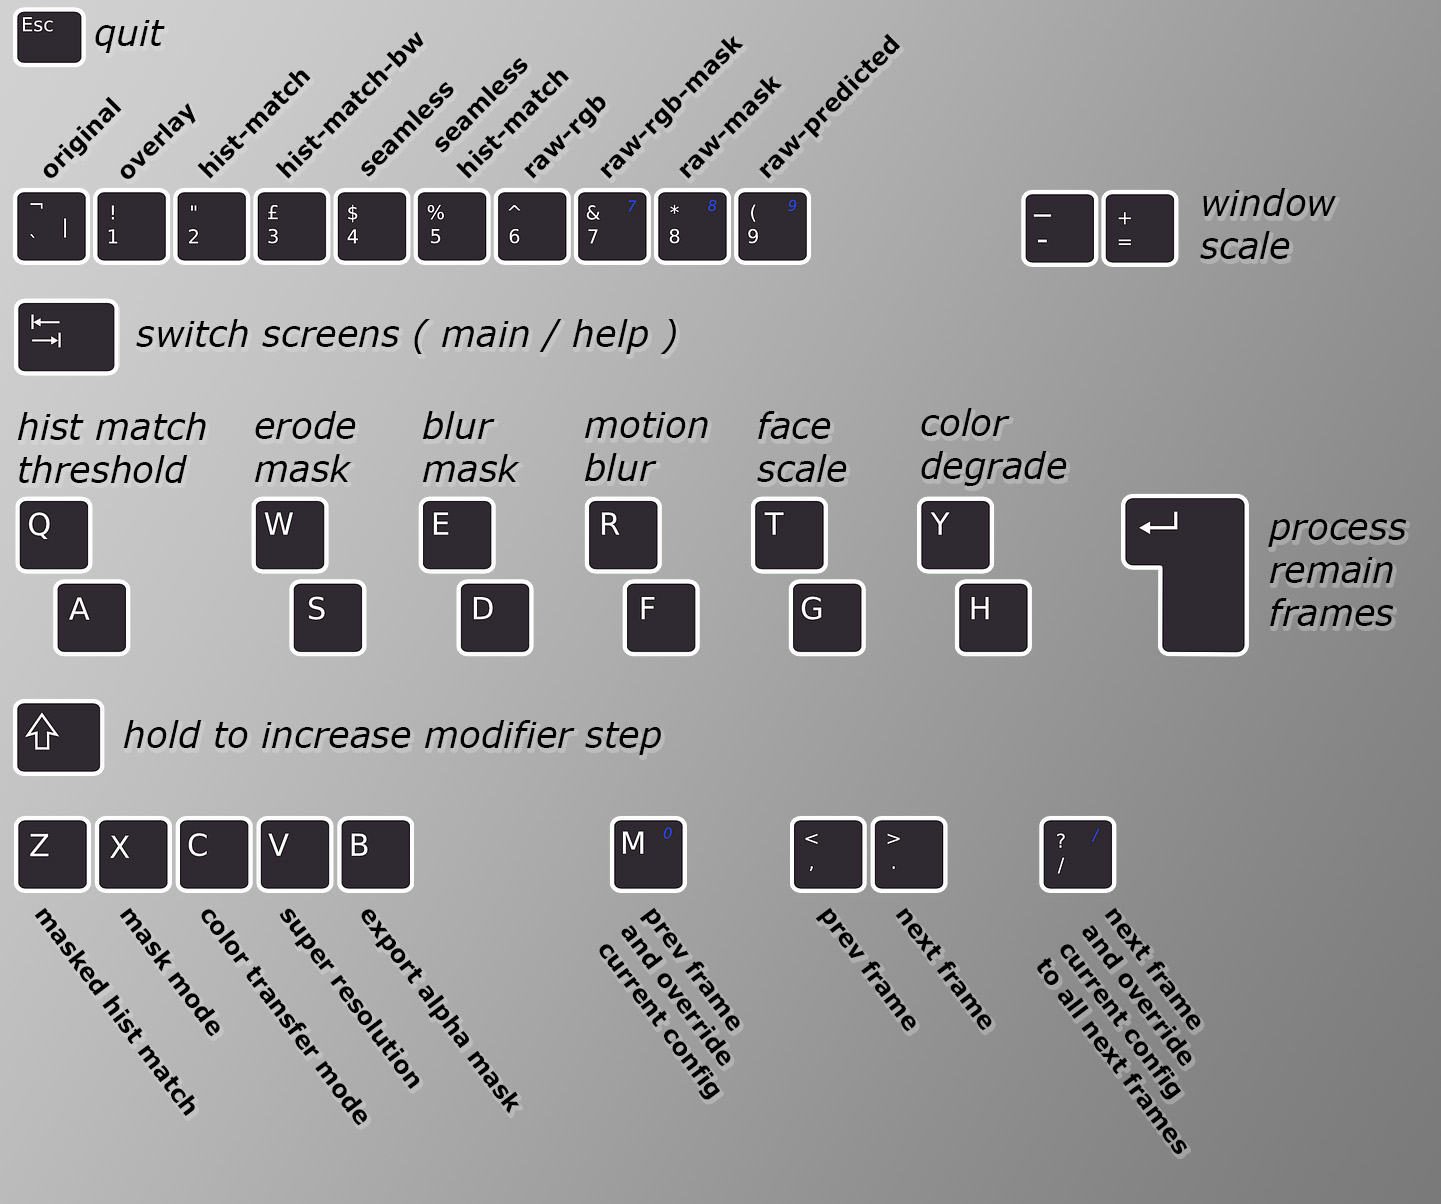 Esc
quit
original
overlay
hist-match
hist-match-bw
seamless
seamless
hist-match
raw-rgb
raw-rgb-mask
raw-mask
raw-predicted
¬ ` |
! 1
" 2
£ 3
$ 4
% 5
^ 6
& 7 7
* 8 8
( 9 9
_ -
+ =
window
scale
switch screens ( main / help )
hist match
threshold
erode
mask
blur
mask
motion
blur
face
scale
color
degrade
Q
W
E
R
T
Y
A
S
D
F
G
H
process
remain
frames
hold to increase modifier step
Z
X
C
V
B
M 0
< ,
> .
? / /
masked hist match
mask mode
color transfer mode
super resolution
export alpha mask
prev frame
and override
current config
prev frame
next frame
next frame
and override
current config
to all next frames